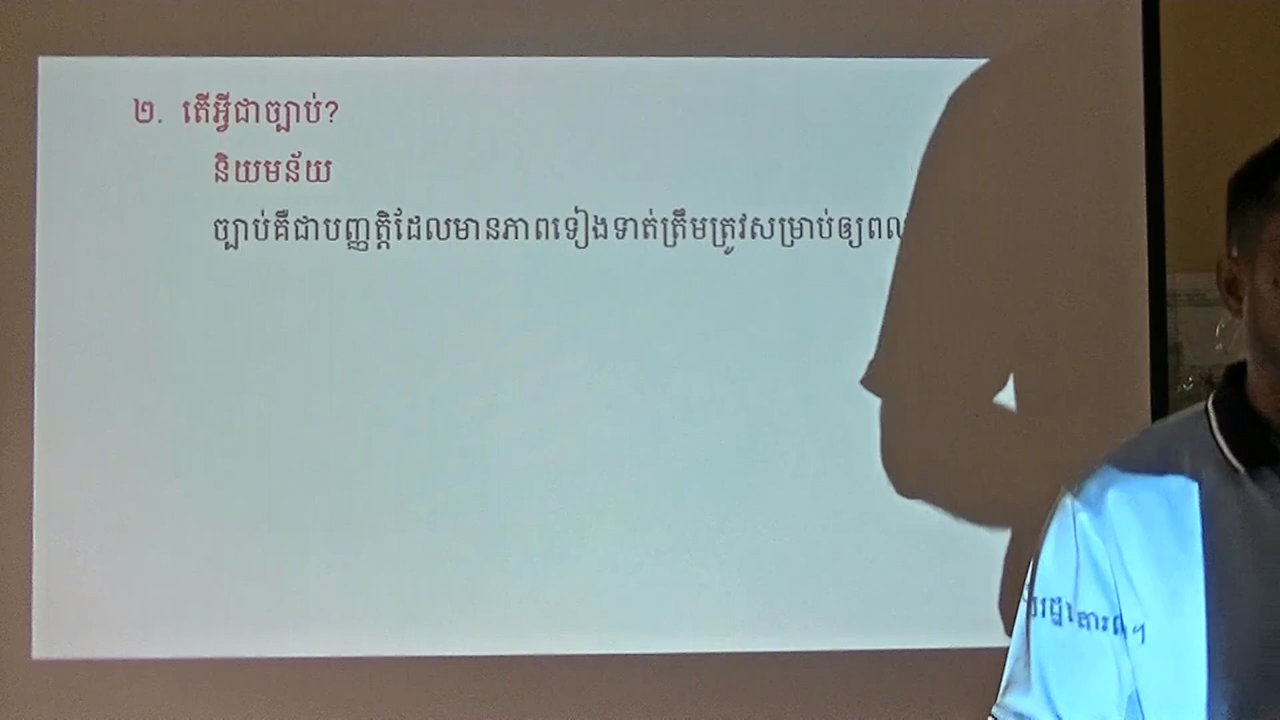 ២. តើអ្វីជាច្បាប់?
និយមន័យ
ច្បាប់គឺជាបញ្ញត្តិដែលមានភាពទៀងទាត់ត្រឹមត្រូវសម្រាប់ឲ្យ